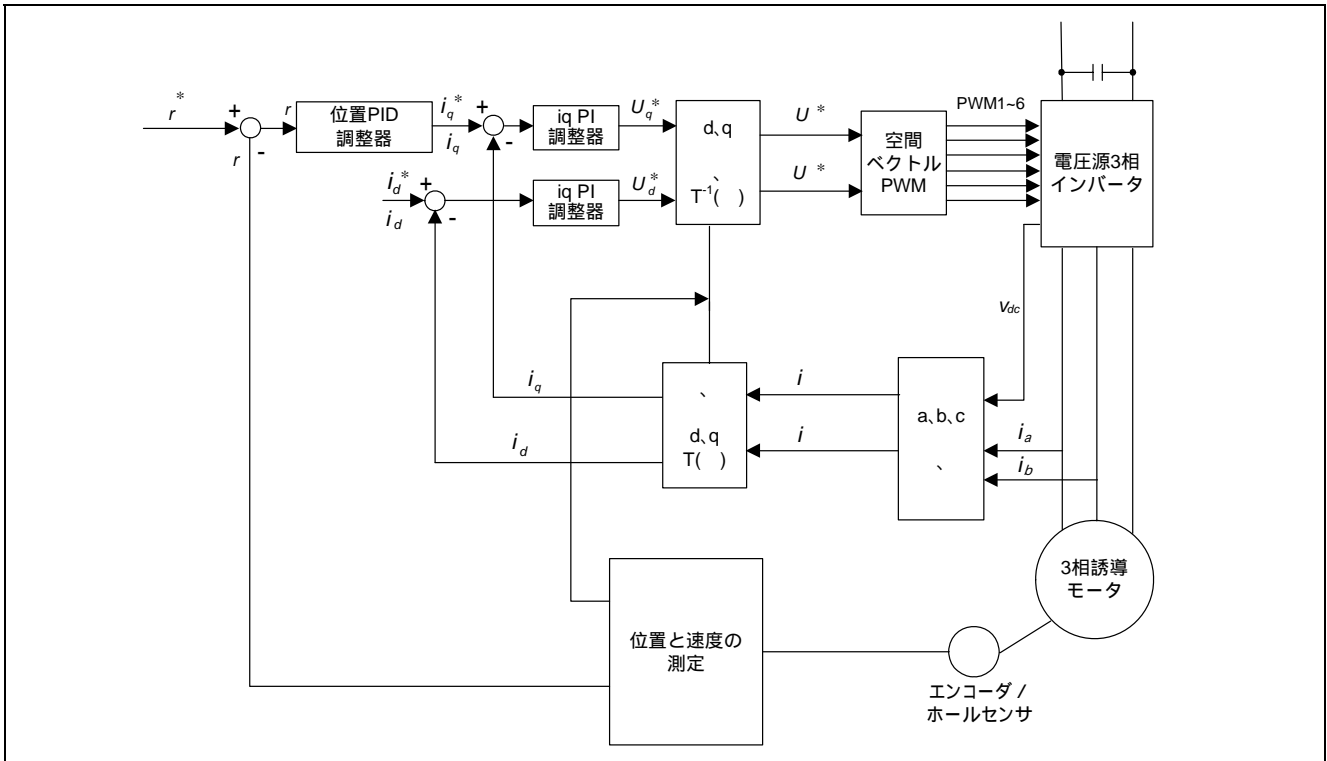 r*
+
-
r
r
位置PID
調整器
i_q*
i_q
+
-
iq PI
調整器
U_q*
i_d*
i_d
+
-
iq PI
調整器
U_d*
d、q
、
T⁻¹( )
U*
U*
空間
ベクトル
PWM
PWM1~6
電圧源3相
インバータ
v_dc
i_q
i_d
、
d、q
T( )
i
i
a、b、c
、
i_a
i_b
3相誘導
モータ
位置と速度の
測定
エンコーダ /
ホールセンサ